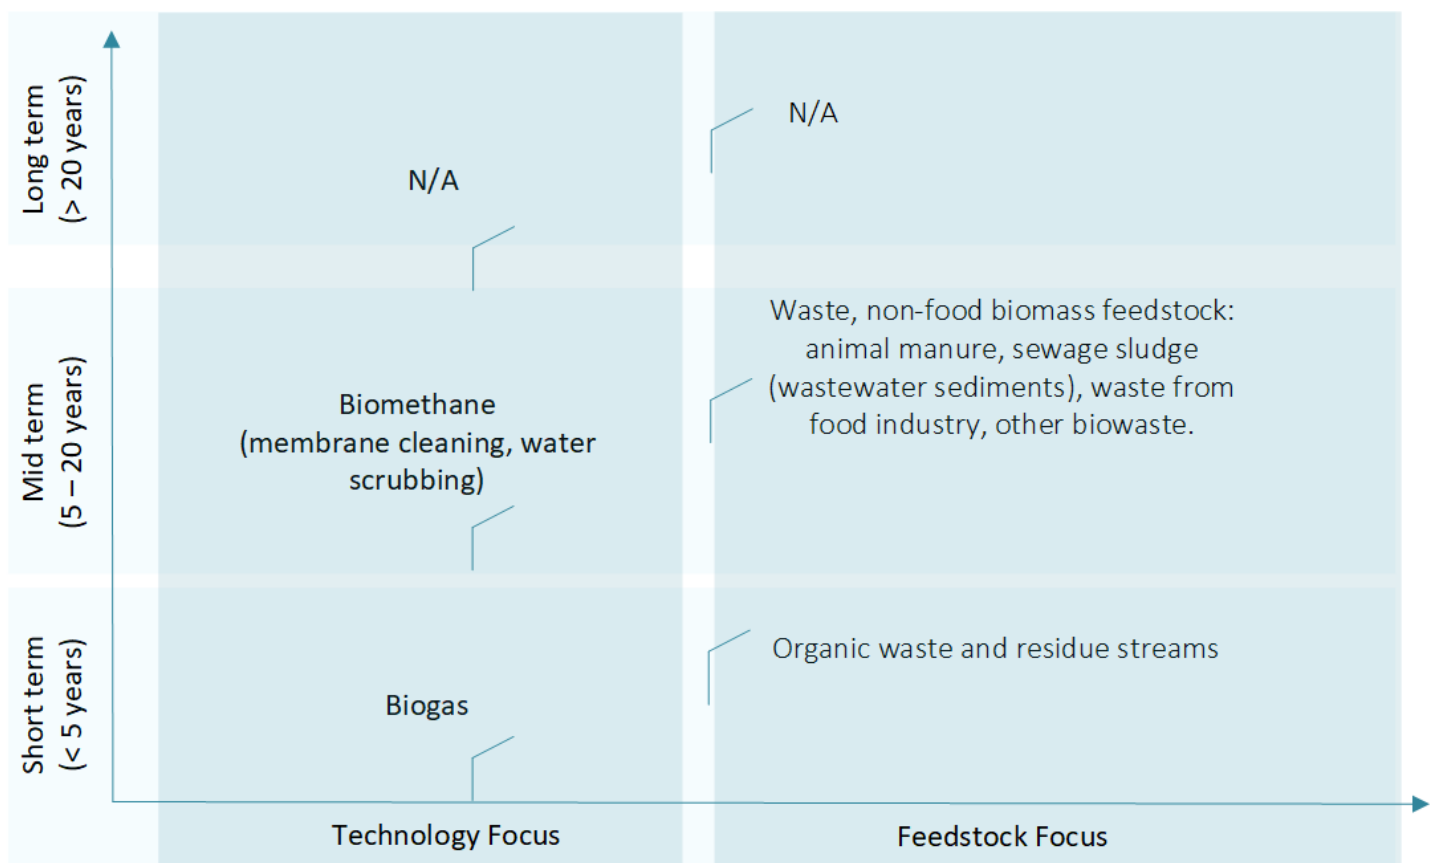 Long term
(> 20 years)
N/A
N/A
Mid term
(5 – 20 years)
Biomethane
(membrane cleaning, water
scrubbing)
Waste, non-food biomass feedstock:
animal manure, sewage sludge
(wastewater sediments), waste from
food industry, other biowaste.
Short term
(< 5 years)
Biogas
Organic waste and residue streams
Technology Focus
Feedstock Focus